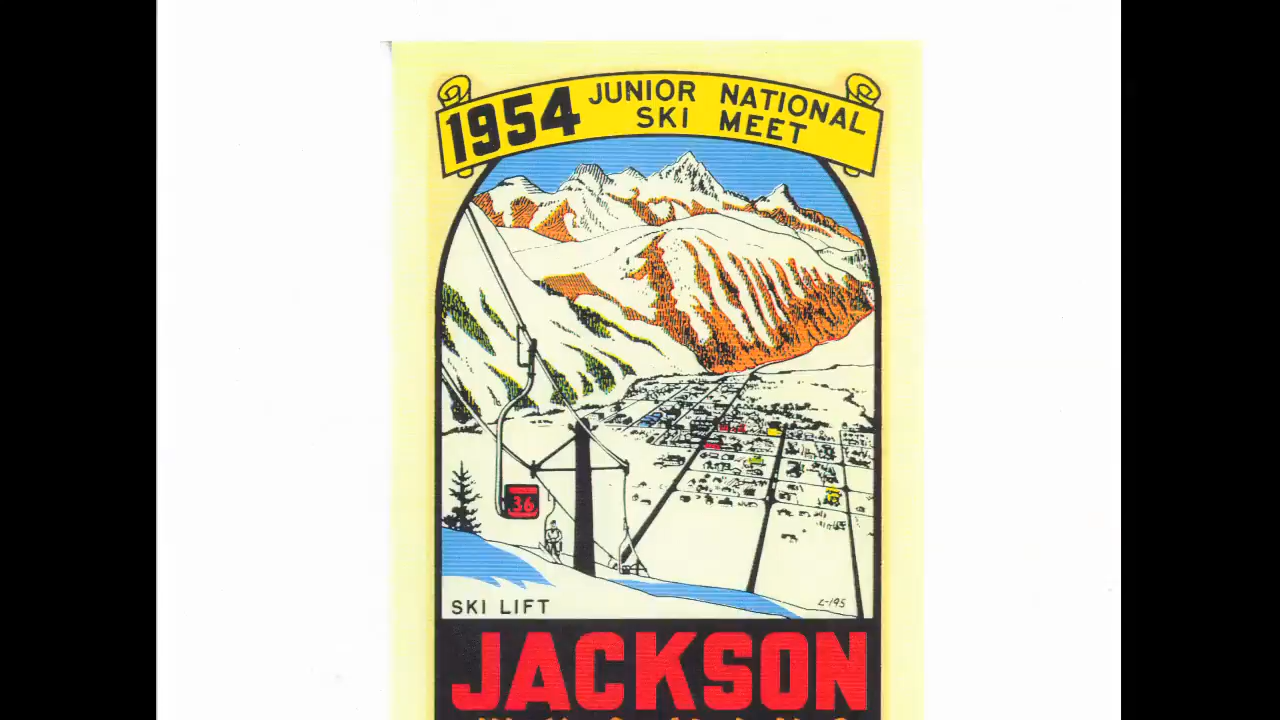 1954 JUNIOR NATIONAL
SKI MEET
36
SKI LIFT
L-195
JACKSON